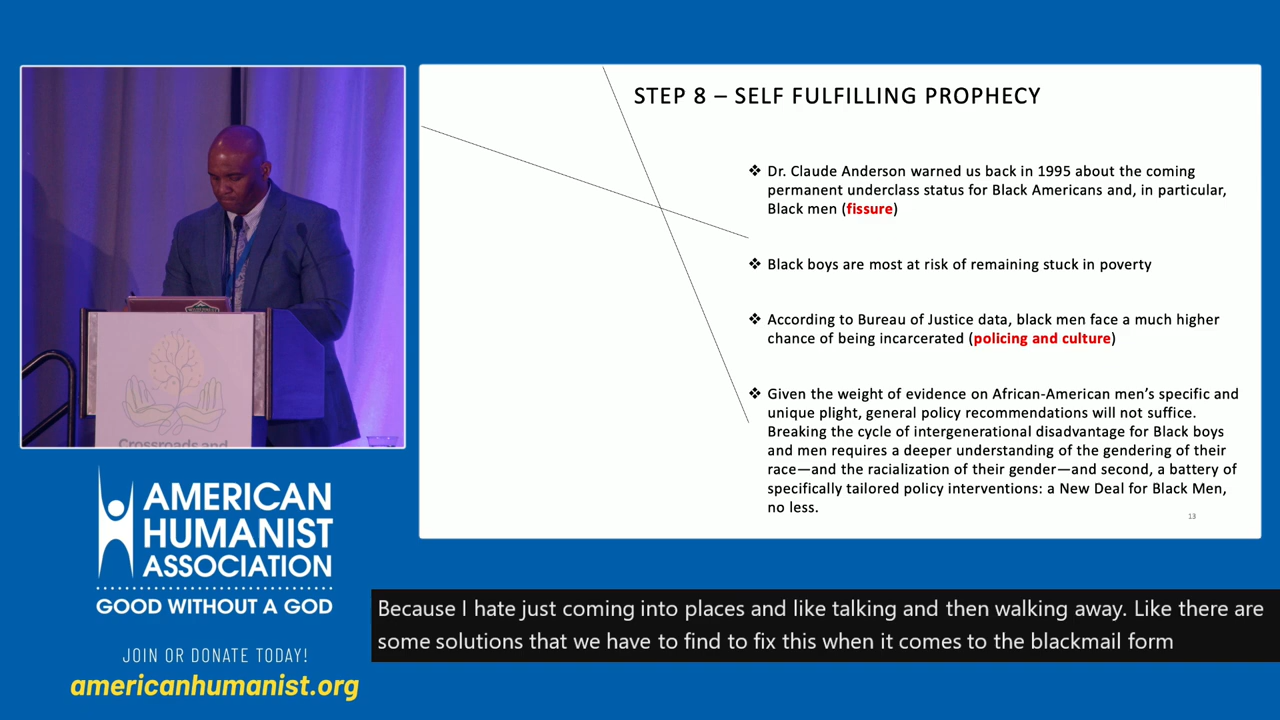 STEP 8 – SELF FULFILLING PROPHECY
❖ Dr. Claude Anderson warned us back in 1995 about the coming
permanent underclass status for Black Americans and, in particular,
Black men (fissure)
❖ Black boys are most at risk of remaining stuck in poverty
❖ According to Bureau of Justice data, black men face a much higher
chance of being incarcerated (policing and culture)
❖ Given the weight of evidence on African-American men’s specific and
unique plight, general policy recommendations will not suffice.
Breaking the cycle of intergenerational disadvantage for Black boys
and men requires a deeper understanding of the gendering of their
race—and the racialization of their gender—and second, a battery of
specifically tailored policy interventions: a New Deal for Black Men,
no less.
13
Crossroads and
AMERICAN
HUMANIST
ASSOCIATION
GOOD WITHOUT A GOD
JOIN OR DONATE TODAY!
americanhumanist.org
Because I hate just coming into places and like talking and then walking away. Like there are
some solutions that we have to find to fix this when it comes to the blackmail form